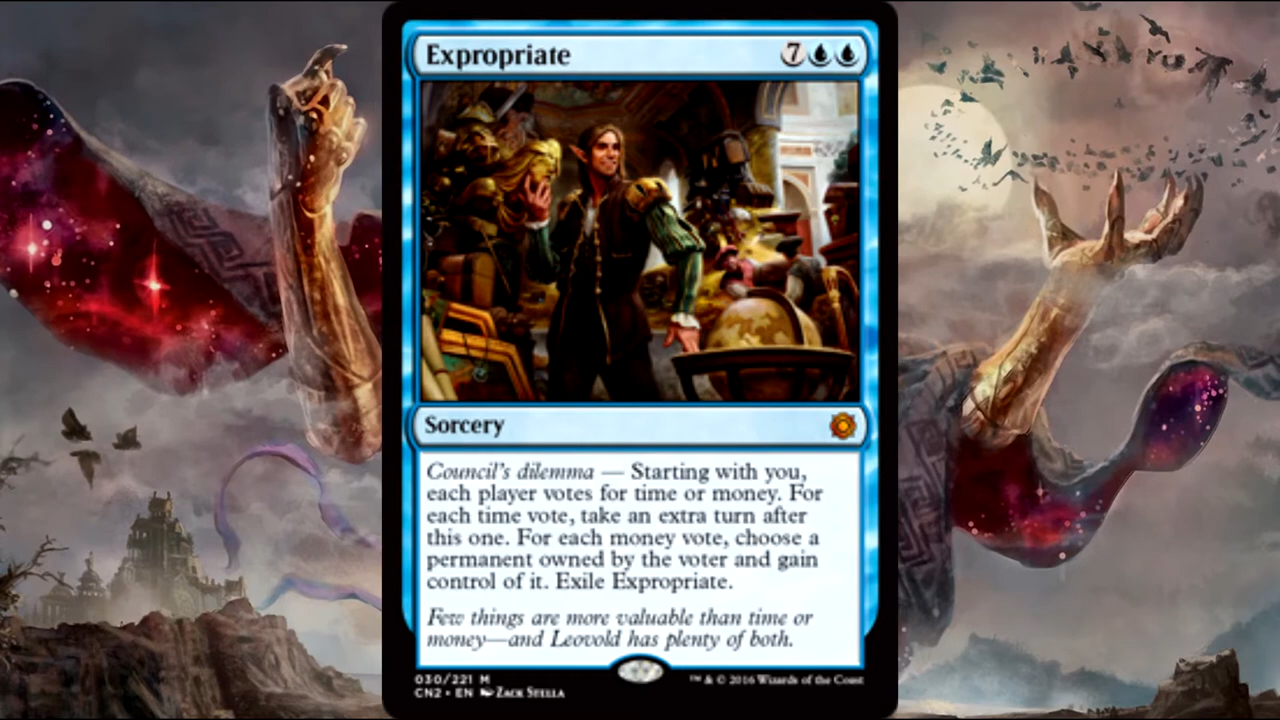 Expropriate 7
Sorcery
Council's dilemma — Starting with you,
each player votes for time or money. For
each time vote, take an extra turn after
this one. For each money vote, choose a
permanent owned by the voter and gain
control of it. Exile Expropriate.
Few things are more valuable than time or
money—and Leovold has plenty of both.
030/221 M
CN2 • EN Zack Stella
™ & © 2016 Wizards of the Coast